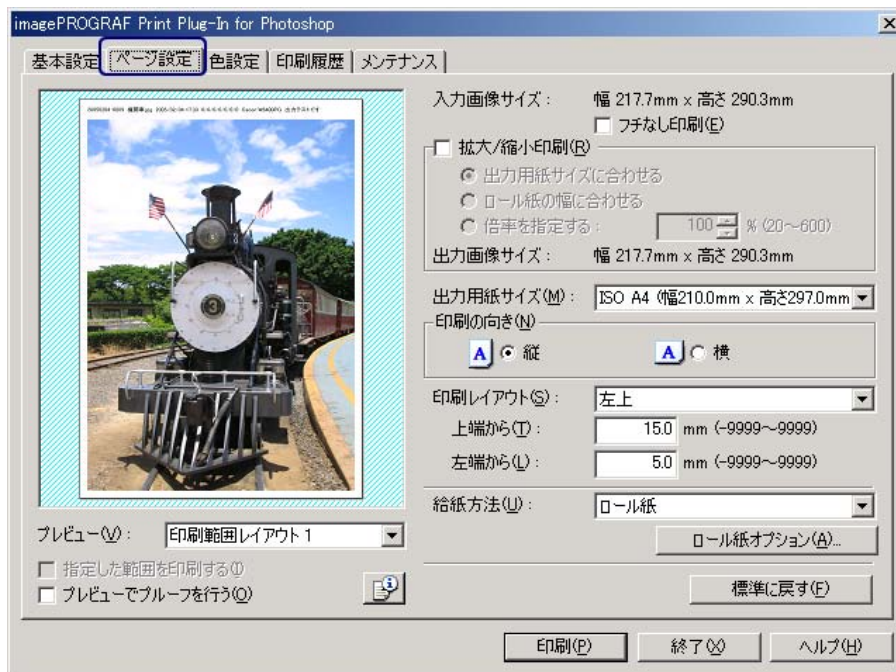 imagePROGRAF Print Plug-In for Photoshop
基本設定 ページ設定 色設定 印刷履歴 メンテナンス
入力画像サイズ： 幅 217.7mm x 高さ 290.3mm
フチなし印刷(E)
拡大/縮小印刷(R)
出力用紙サイズに合わせる
ロール紙の幅に合わせる
倍率を指定する： 100 % (20～600)
出力画像サイズ： 幅 217.7mm x 高さ 290.3mm
出力用紙サイズ(M)： ISO A4 (幅210.0mm x 高さ297.0mm
印刷の向き(N)
A 縦 A 横
印刷レイアウト(S)： 左上
上端から(T)： 15.0 mm (-9999～9999)
左端から(L)： 5.0 mm (-9999～9999)
給紙方法(U)： ロール紙
ロール紙オプション(A)...
3
プレビュー(V)： 印刷範囲レイアウト 1
指定した範囲を印刷する(I)
プレビューでプルーフを行う(O)
標準に戻す(F)
印刷(P) 終了(X) ヘルプ(H)